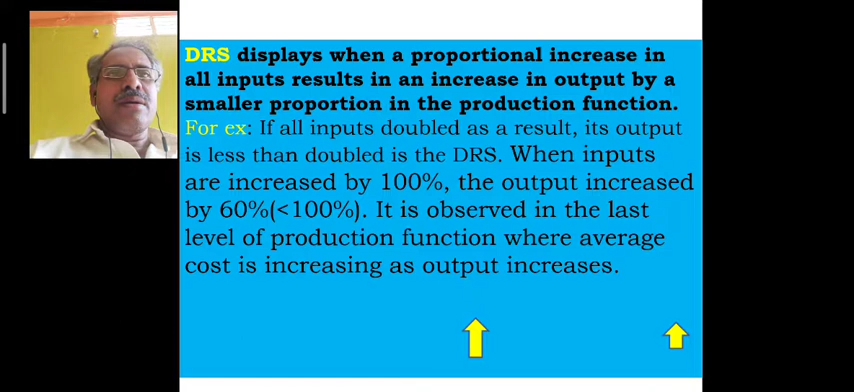 DRS displays when a proportional increase in
all inputs results in an increase in output by a
smaller proportion in the production function.
For ex: If all inputs doubled as a result, its output
is less than doubled is the DRS. When inputs
are increased by 100%, the output increased
by 60%(<100%). It is observed in the last
level of production function where average
cost is increasing as output increases.